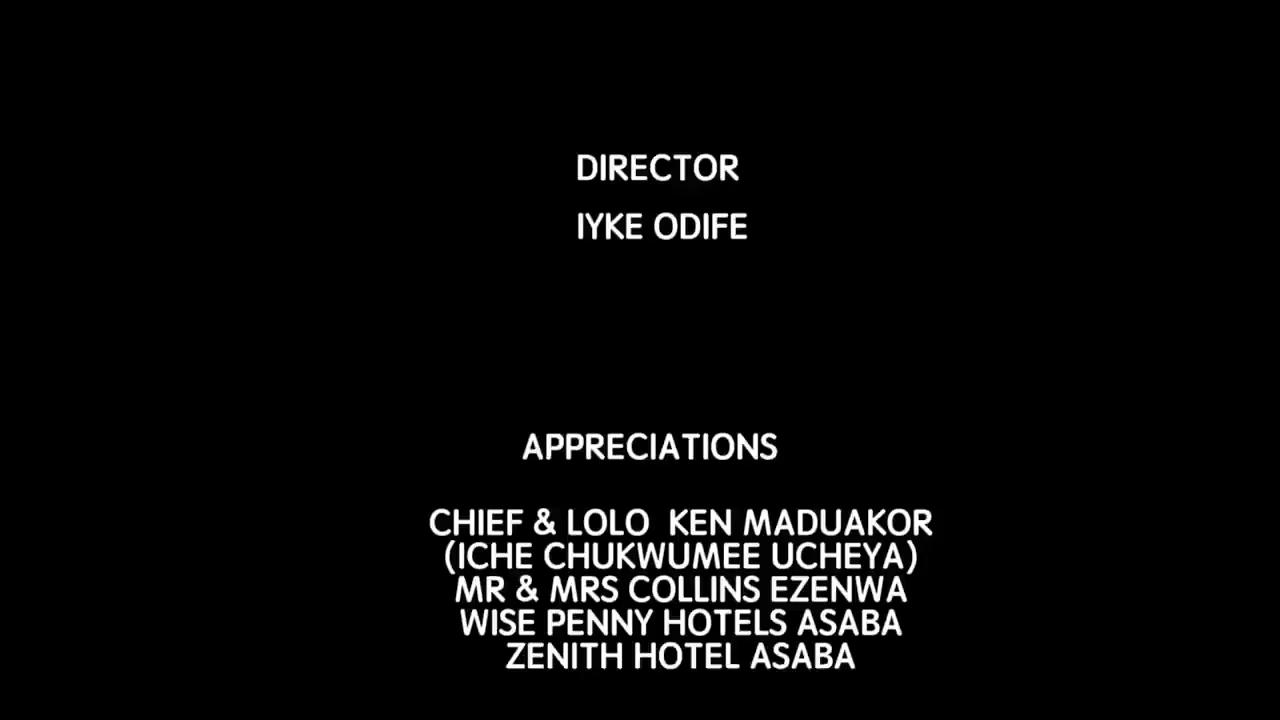 DIRECTOR
IYKE ODIFE
APPRECIATIONS
CHIEF & LOLO  KEN MADUAKOR
(ICHE CHUKWUMEE UCHEYA)
MR & MRS COLLINS EZENWA
WISE PENNY HOTELS ASABA
ZENITH HOTEL ASABA